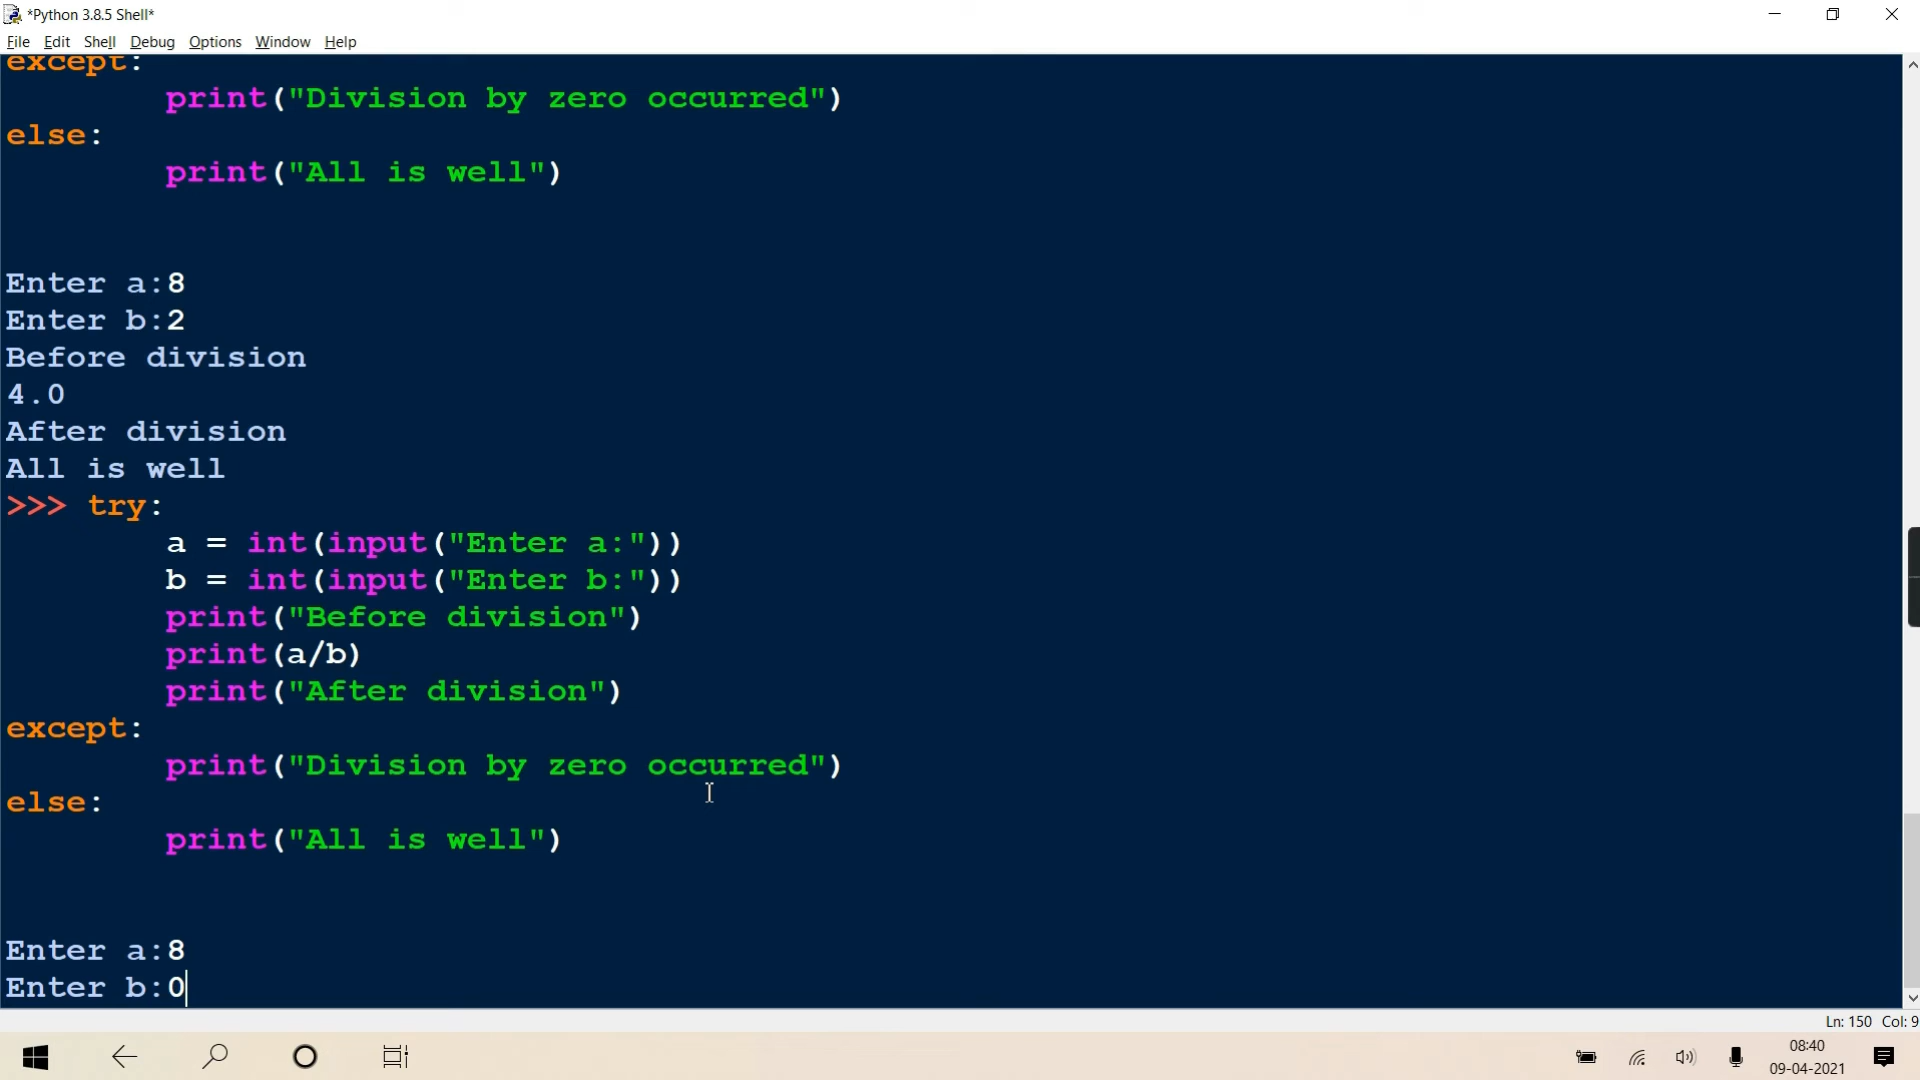 *Python 3.8.5 Shell*
File Edit Shell Debug Options Window Help
except:
print("Division by zero occurred")
else:
print("All is well")
Enter a:8
Enter b:2
Before division
4.0
After division
All is well
>>> try:
a = int(input("Enter a:"))
b = int(input("Enter b:"))
print("Before division")
print(a/b)
print("After division")
except:
print("Division by zero occurred")
else:
print("All is well")
Enter a:8
Enter b:0
Ln: 150 Col: 9
08:40
09-04-2021